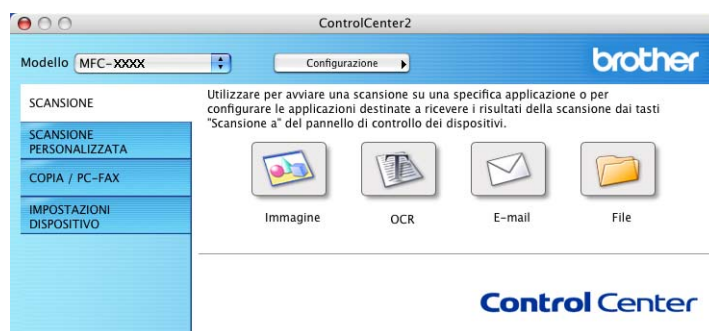 ControlCenter2
Modello MFC-XXXX
Configurazione
brother
SCANSIONE
SCANSIONE
PERSONALIZZATA
COPIA / PC-FAX
IMPOSTAZIONI
DISPOSITIVO
Utilizzare per avviare una scansione su una specifica applicazione o per
configurare le applicazioni destinate a ricevere i risultati della scansione dai tasti
"Scansione a" del pannello di controllo dei dispositivi.
Immagine
OCR
E-mail
File
Control Center